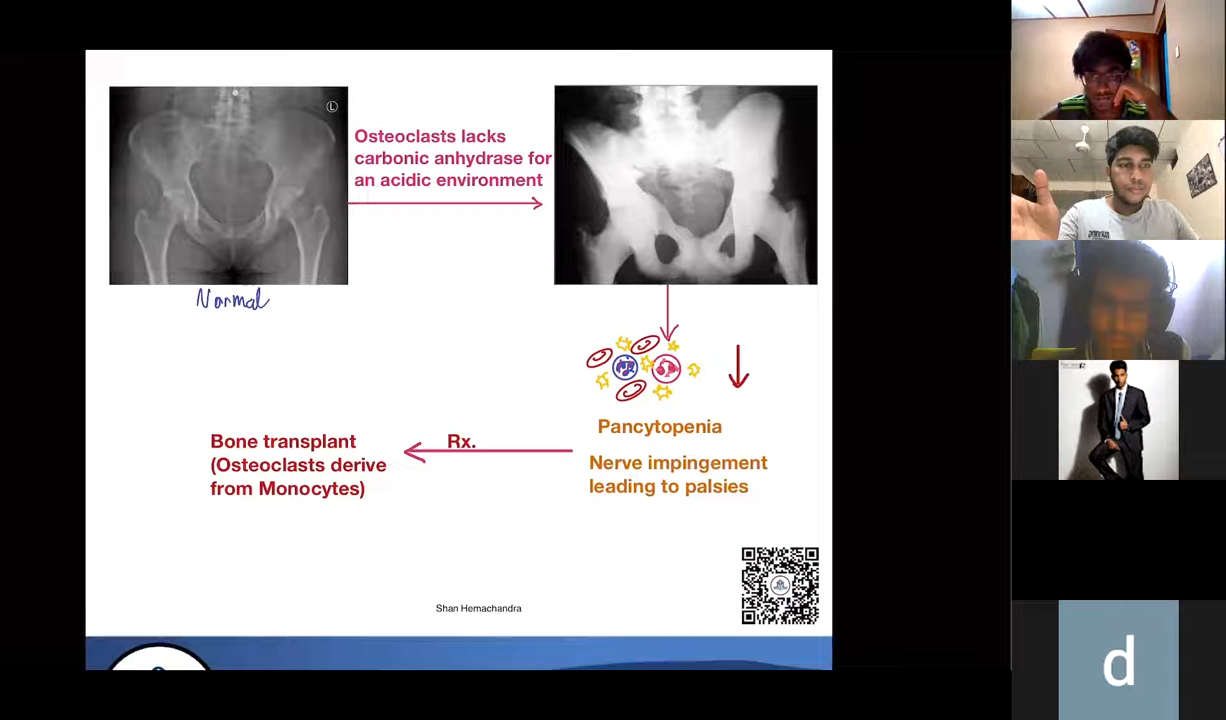 L
Osteoclasts lacks
carbonic anhydrase for
an acidic environment
Normal
Pancytopenia
Nerve impingement
leading to palsies
Rx.
Bone transplant
(Osteoclasts derive
from Monocytes)
Shan Hemachandra
d